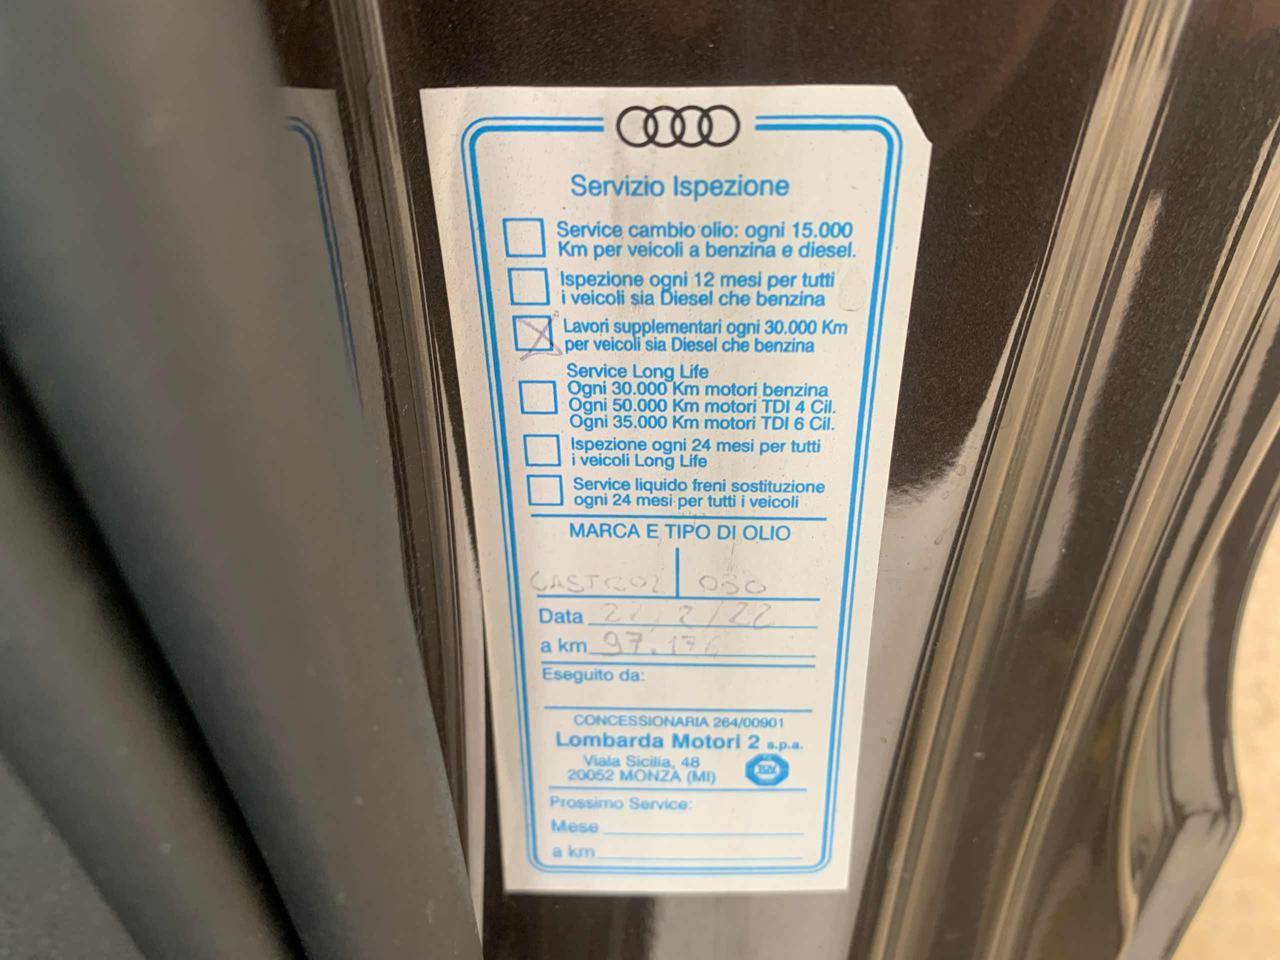 Servizio Ispezione
Service cambio olio: ogni 15.000
Km per veicoli a benzina e diesel.
Ispezione ogni 12 mesi per tutti
i veicoli sia Diesel che benzina
Lavori supplementari ogni 30.000 Km
per veicoli sia Diesel che benzina
Service Long Life
Ogni 30.000 Km motori benzina
Ogni 50.000 Km motori TDI 4 Cil.
Ogni 35.000 Km motori TDI 6 Cil.
Ispezione ogni 24 mesi per tutti
i veicoli Long Life
Service liquido freni sostituzione
ogni 24 mesi per tutti i veicoli
MARCA E TIPO DI OLIO
CASTROL 030
Data 22/2/22
a km 97.176
Eseguito da:
CONCESSIONARIA 264/00901
Lombarda Motori 2 s.p.a.
Viala Sicilia, 48
20052 MONZA (MI)
Prossimo Service:
Mese
a km